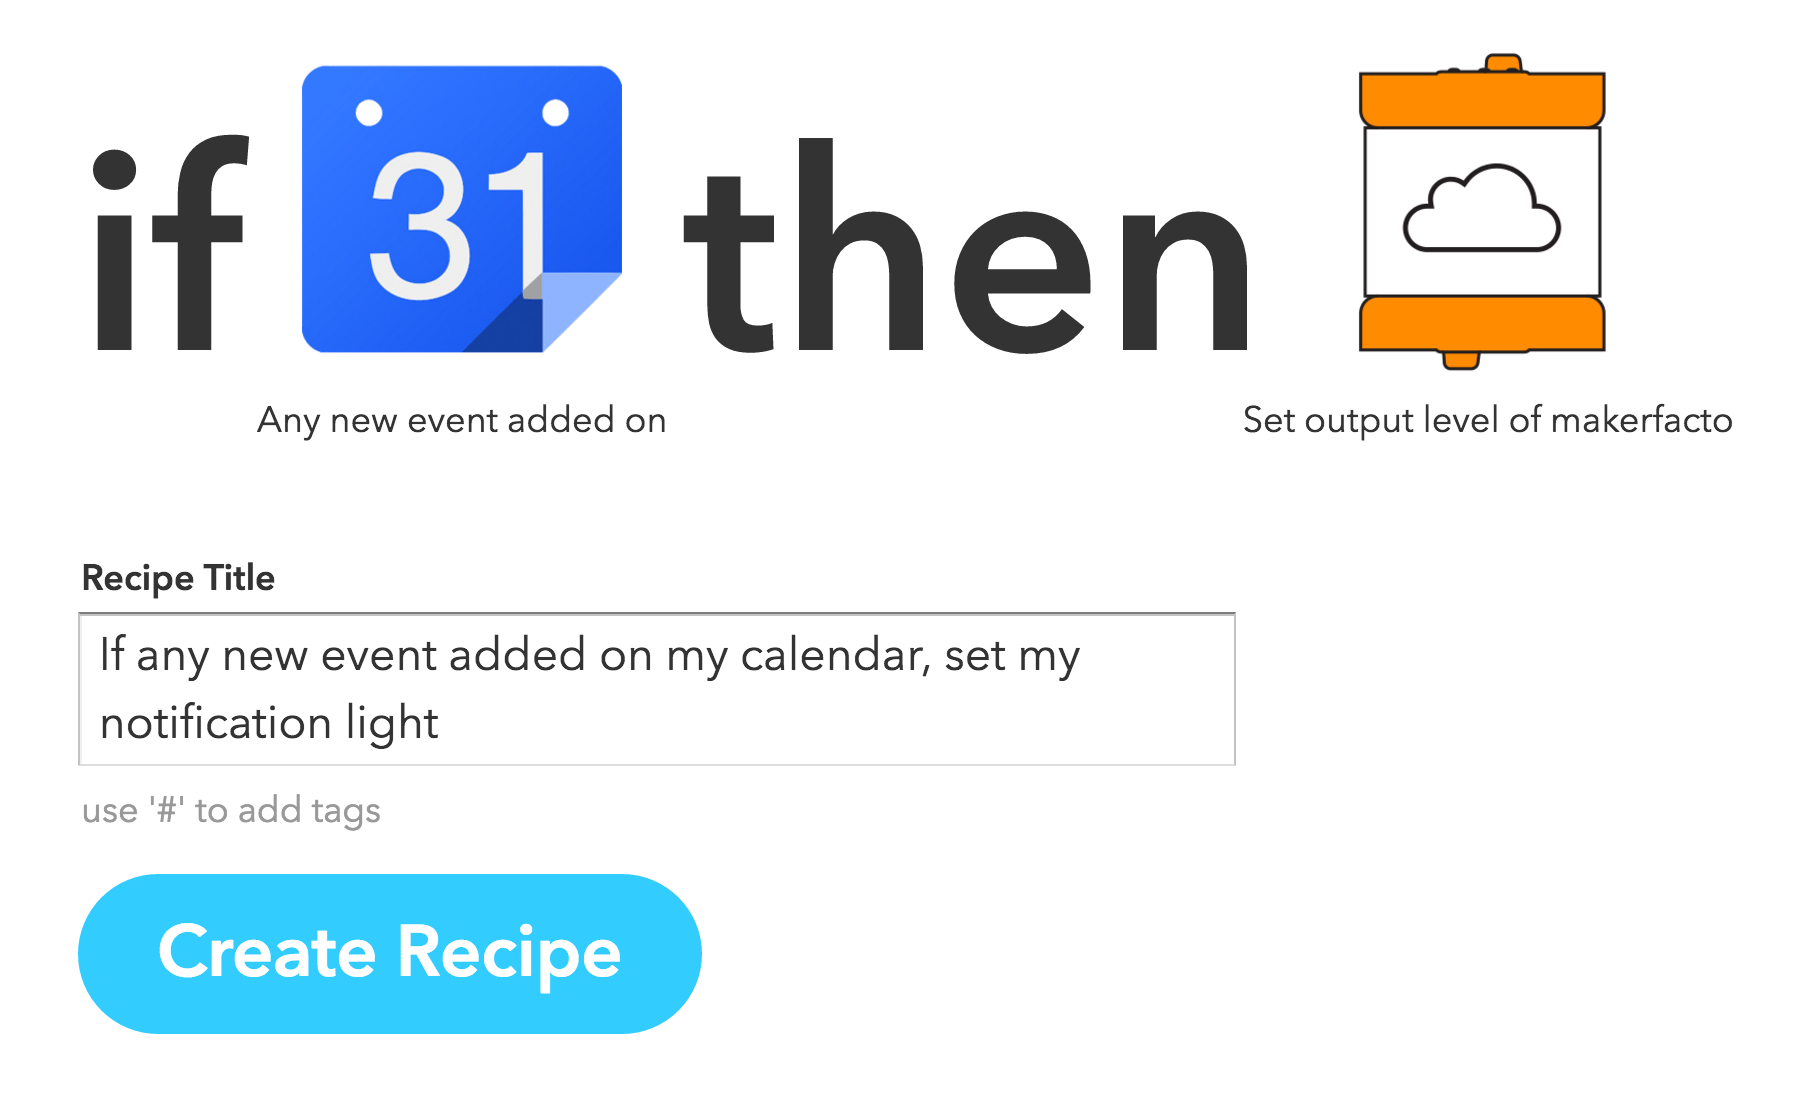 if 31 then
Any new event added on
Set output level of makerfacto
Recipe Title
If any new event added on my calendar, set my
notification light
use '#' to add tags
Create Recipe